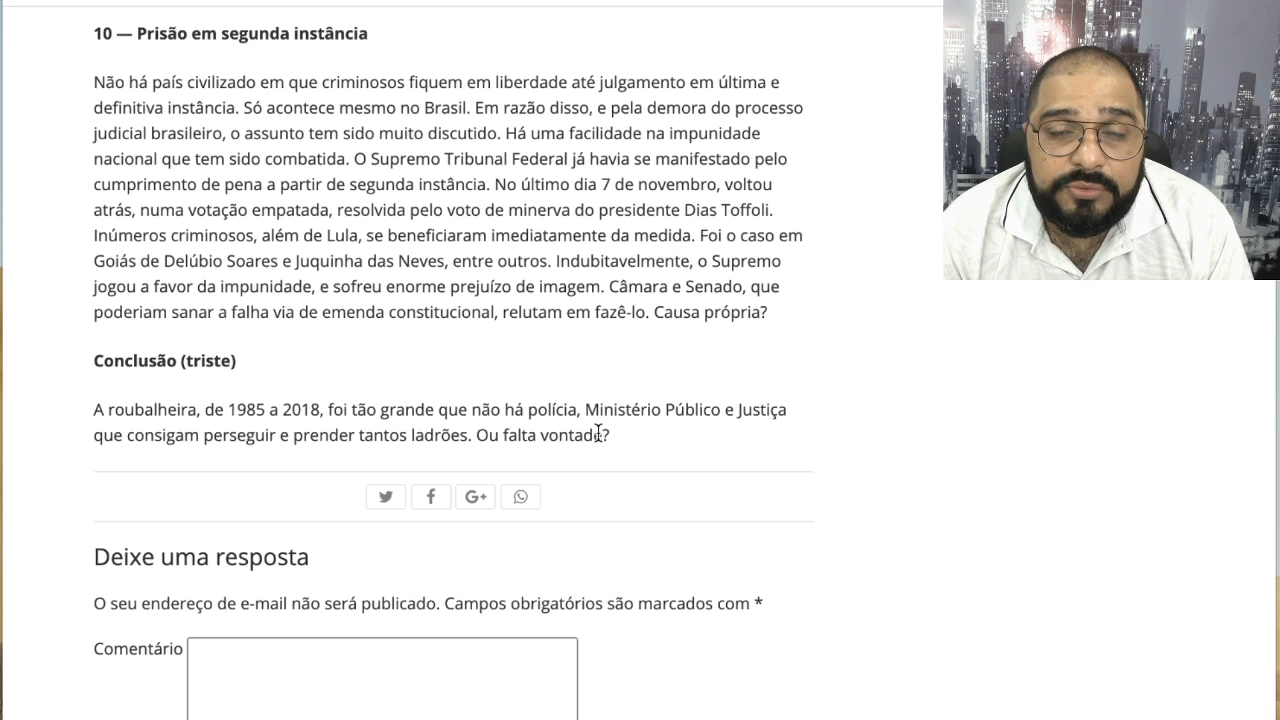 10 — Prisão em segunda instância
Não há país civilizado em que criminosos fiquem em liberdade até julgamento em última e
definitiva instância. Só acontece mesmo no Brasil. Em razão disso, e pela demora do processo
judicial brasileiro, o assunto tem sido muito discutido. Há uma facilidade na impunidade
nacional que tem sido combatida. O Supremo Tribunal Federal já havia se manifestado pelo
cumprimento de pena a partir de segunda instância. No último dia 7 de novembro, voltou
atrás, numa votação empatada, resolvida pelo voto de minerva do presidente Dias Toffoli.
Inúmeros criminosos, além de Lula, se beneficiaram imediatamente da medida. Foi o caso em
Goiás de Delúbio Soares e Juquinha das Neves, entre outros. Indubitavelmente, o Supremo
jogou a favor da impunidade, e sofreu enorme prejuízo de imagem. Câmara e Senado, que
poderiam sanar a falha via de emenda constitucional, relutam em fazê-lo. Causa própria?
Conclusão (triste)
A roubalheira, de 1985 a 2018, foi tão grande que não há polícia, Ministério Público e Justiça
que consigam perseguir e prender tantos ladrões. Ou falta vontade?
G+
Deixe uma resposta
O seu endereço de e-mail não será publicado. Campos obrigatórios são marcados com *
Comentário